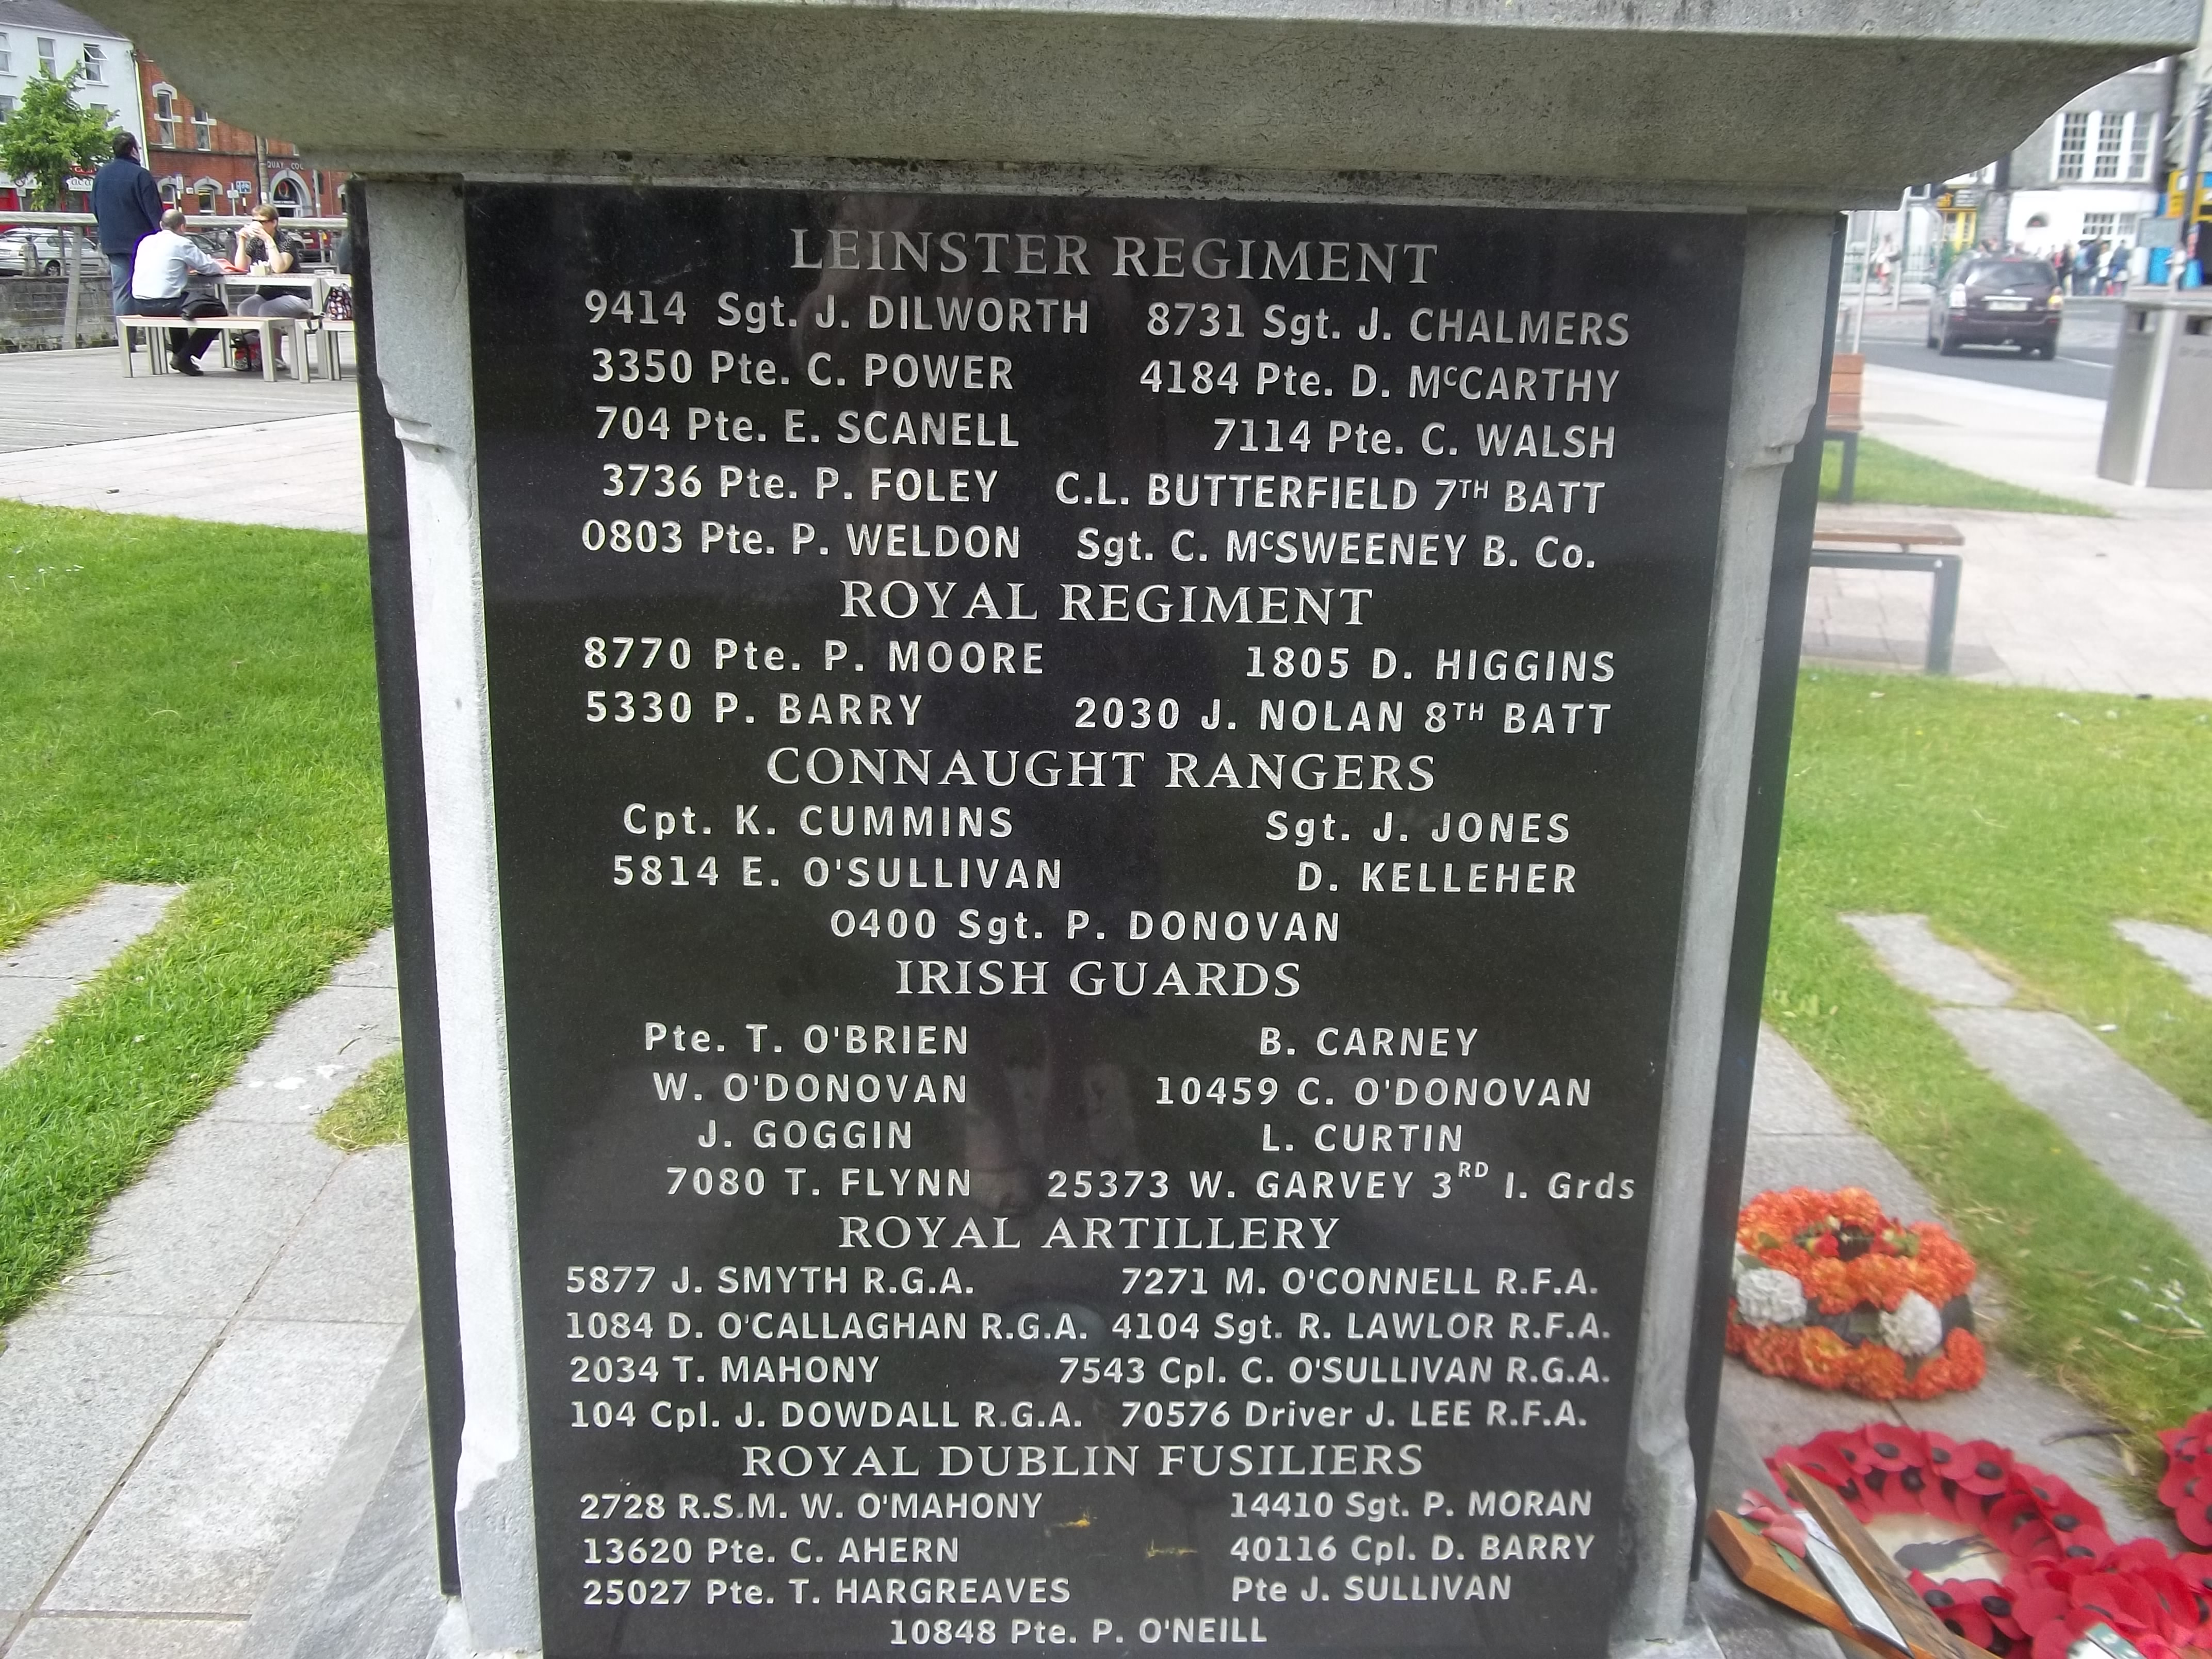 LEINSTER REGIMENT
9414 Sgt. J. DILWORTH 8731 Sgt. J. CHALMERS
3350 Pte. C. POWER 4184 Pte. D. McCARTHY
704 Pte. E. SCANELL 7114 Pte. C. WALSH
3736 Pte. P. FOLEY C.L. BUTTERFIELD 7TH BATT
0803 Pte. P. WELDON Sgt. C. McSWEENEY B. Co.
ROYAL REGIMENT
8770 Pte. P. MOORE 1805 D. HIGGINS
5330 P. BARRY 2030 J. NOLAN 8TH BATT
CONNAUGHT RANGERS
Cpt. K. CUMMINS Sgt. J. JONES
5814 E. O'SULLIVAN D. KELLEHER
0400 Sgt. P. DONOVAN
IRISH GUARDS
Pte. T. O'BRIEN B. CARNEY
W. O'DONOVAN 10459 C. O'DONOVAN
J. GOGGIN L. CURTIN
7080 T. FLYNN 25373 W. GARVEY 3RD I. Grds
ROYAL ARTILLERY
5877 J. SMYTH R.G.A. 7271 M. O'CONNELL R.F.A.
1084 D. O'CALLAGHAN R.G.A. 4104 Sgt. R. LAWLOR R.F.A.
2034 T. MAHONY 7543 Cpl. C. O'SULLIVAN R.G.A.
104 Cpl. J. DOWDALL R.G.A. 70576 Driver J. LEE R.F.A.
ROYAL DUBLIN FUSILIERS
2728 R.S.M. W. O'MAHONY 14410 Sgt. P. MORAN
13620 Pte. C. AHERN 40116 Cpl. D. BARRY
25027 Pte. T. HARGREAVES Pte J. SULLIVAN
10848 Pte. P. O'NEILL
QUAY